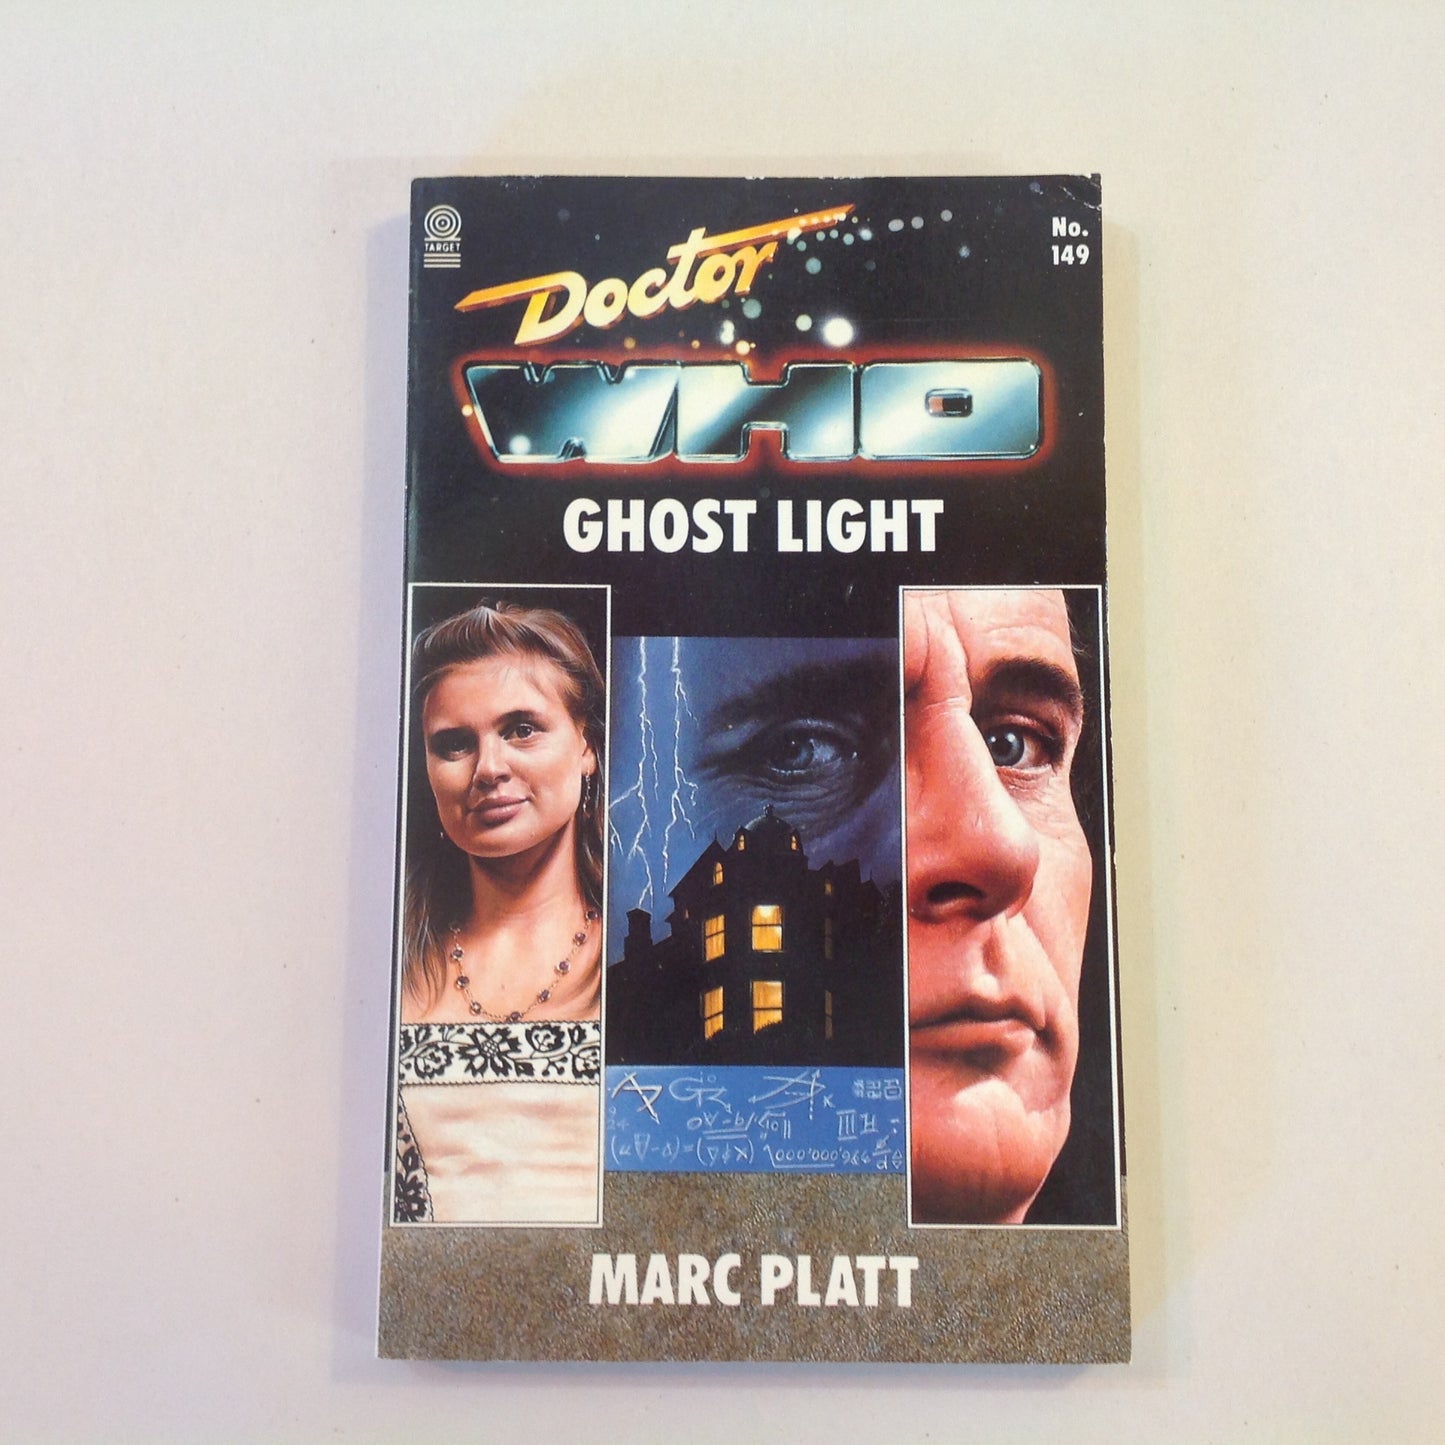 TARGET
No.
149
Doctor
WHO
GHOST LIGHT
MARC PLATT